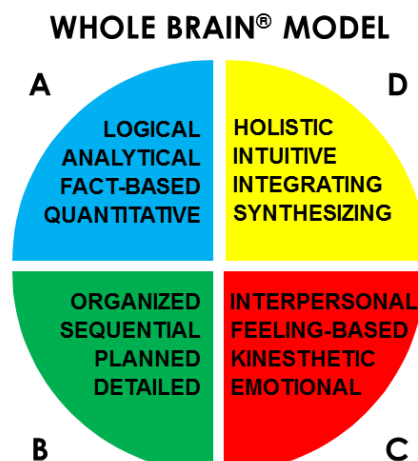 WHOLE BRAIN® MODEL
A
LOGICAL
ANALYTICAL
FACT-BASED
QUANTITATIVE
D
HOLISTIC
INTUITIVE
INTEGRATING
SYNTHESIZING
ORGANIZED
SEQUENTIAL
PLANNED
DETAILED
B
INTERPERSONAL
FEELING-BASED
KINESTHETIC
EMOTIONAL
C